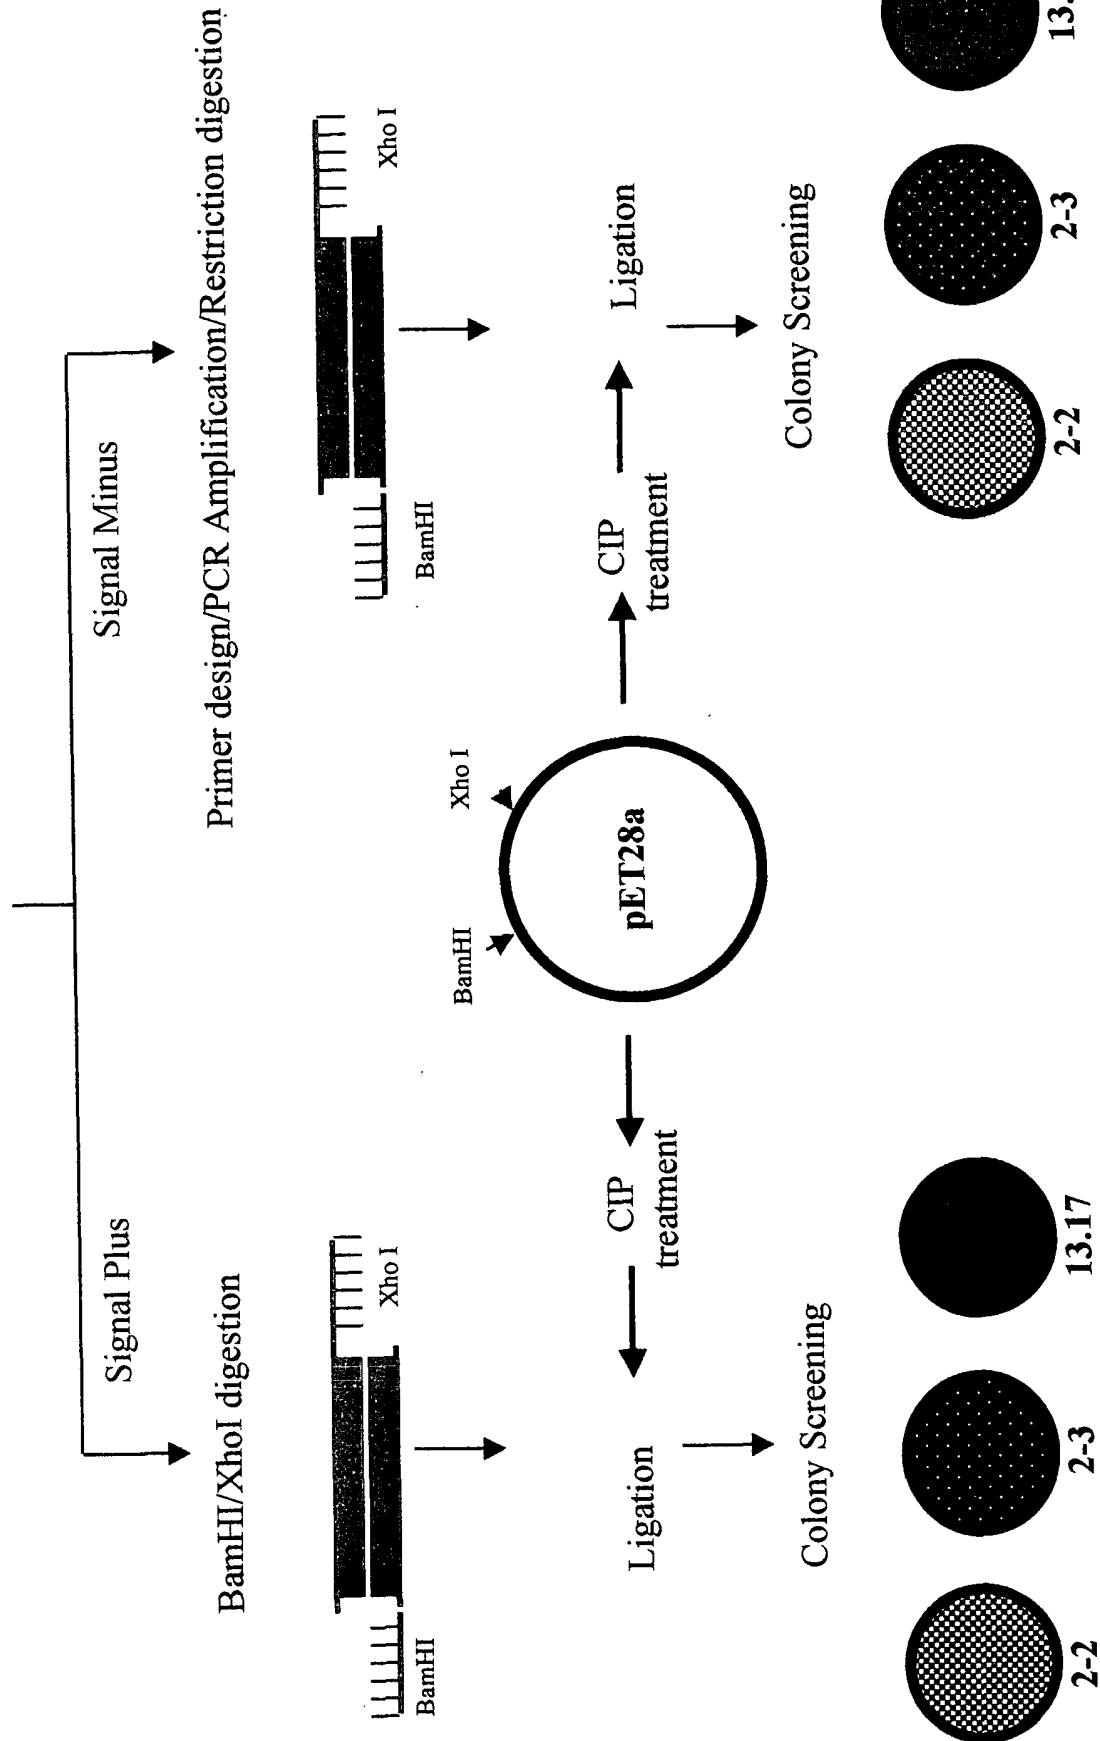 Signal Plus
Signal Minus
BamHI/XhoI digestion
Primer design/PCR Amplification/Restriction digestion
BamHI
Xho I
BamHI
Xho I
BamHI
Xho I
pET28a
Ligation
CIP
treatment
CIP
treatment
Ligation
Colony Screening
Colony Screening
2-2
2-3
13.17
2-2
2-3
13.